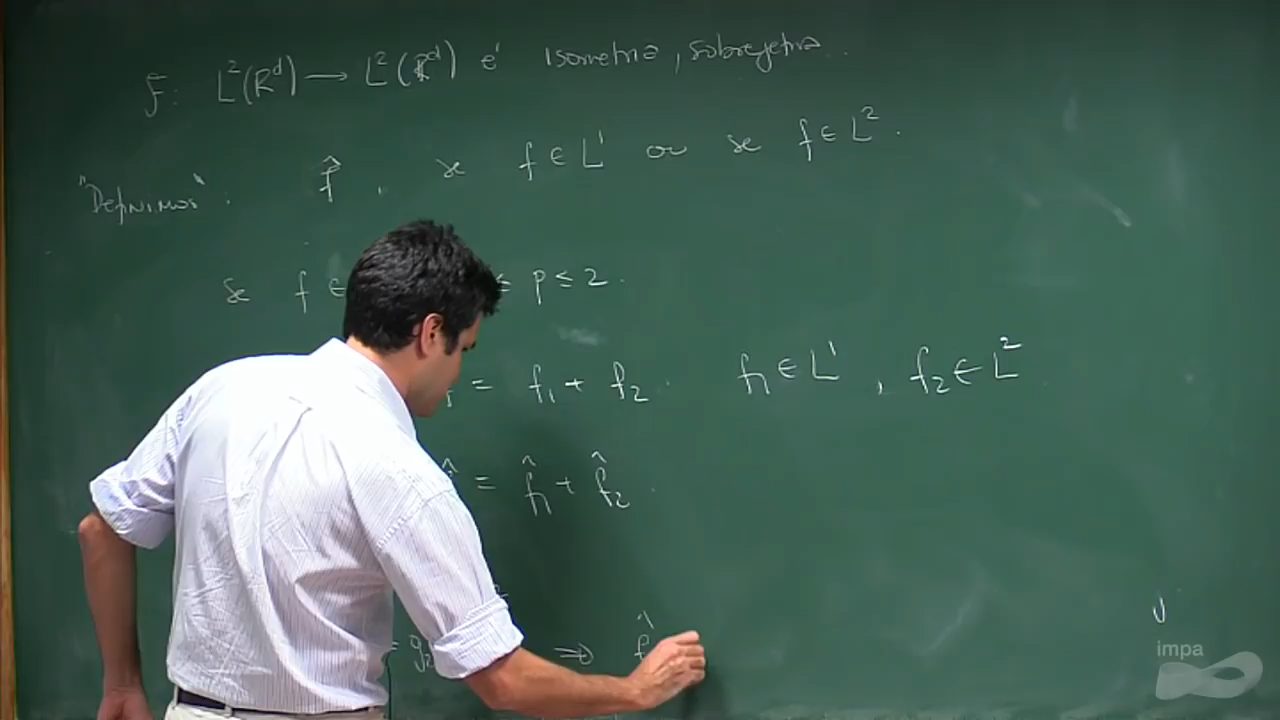 F: L²(ℝᵈ) → L²(ℝᵈ) é isometria, sobrejetiva.
"Definimos": f̂, se f ∈ L¹ ou se f ∈ L².
Se f ∈ ≤ p ≤ 2.
= f₁ + f₂. f₁ ∈ L¹, f₂ ∈ L²
= f̂₁ + f̂₂.
= g₂ ⇒ f̂
impa